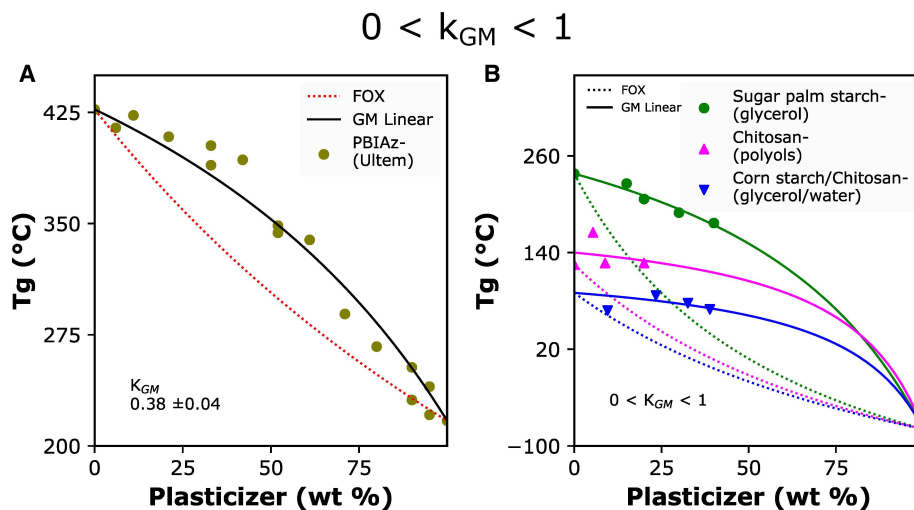 0 < k_GM < 1
A
FOX
GM Linear
PBIAz-
(Ultem)
425
350
275
200
Tg (°C)
K_GM
0.38 ±0.04
0
25
50
75
Plasticizer (wt %)
B
FOX
GM Linear
Sugar palm starch-
(glycerol)
Chitosan-
(polyols)
Corn starch/Chitosan-
(glycerol/water)
260
140
20
−100
Tg (°C)
0 < K_GM < 1
0
25
50
75
Plasticizer (wt %)